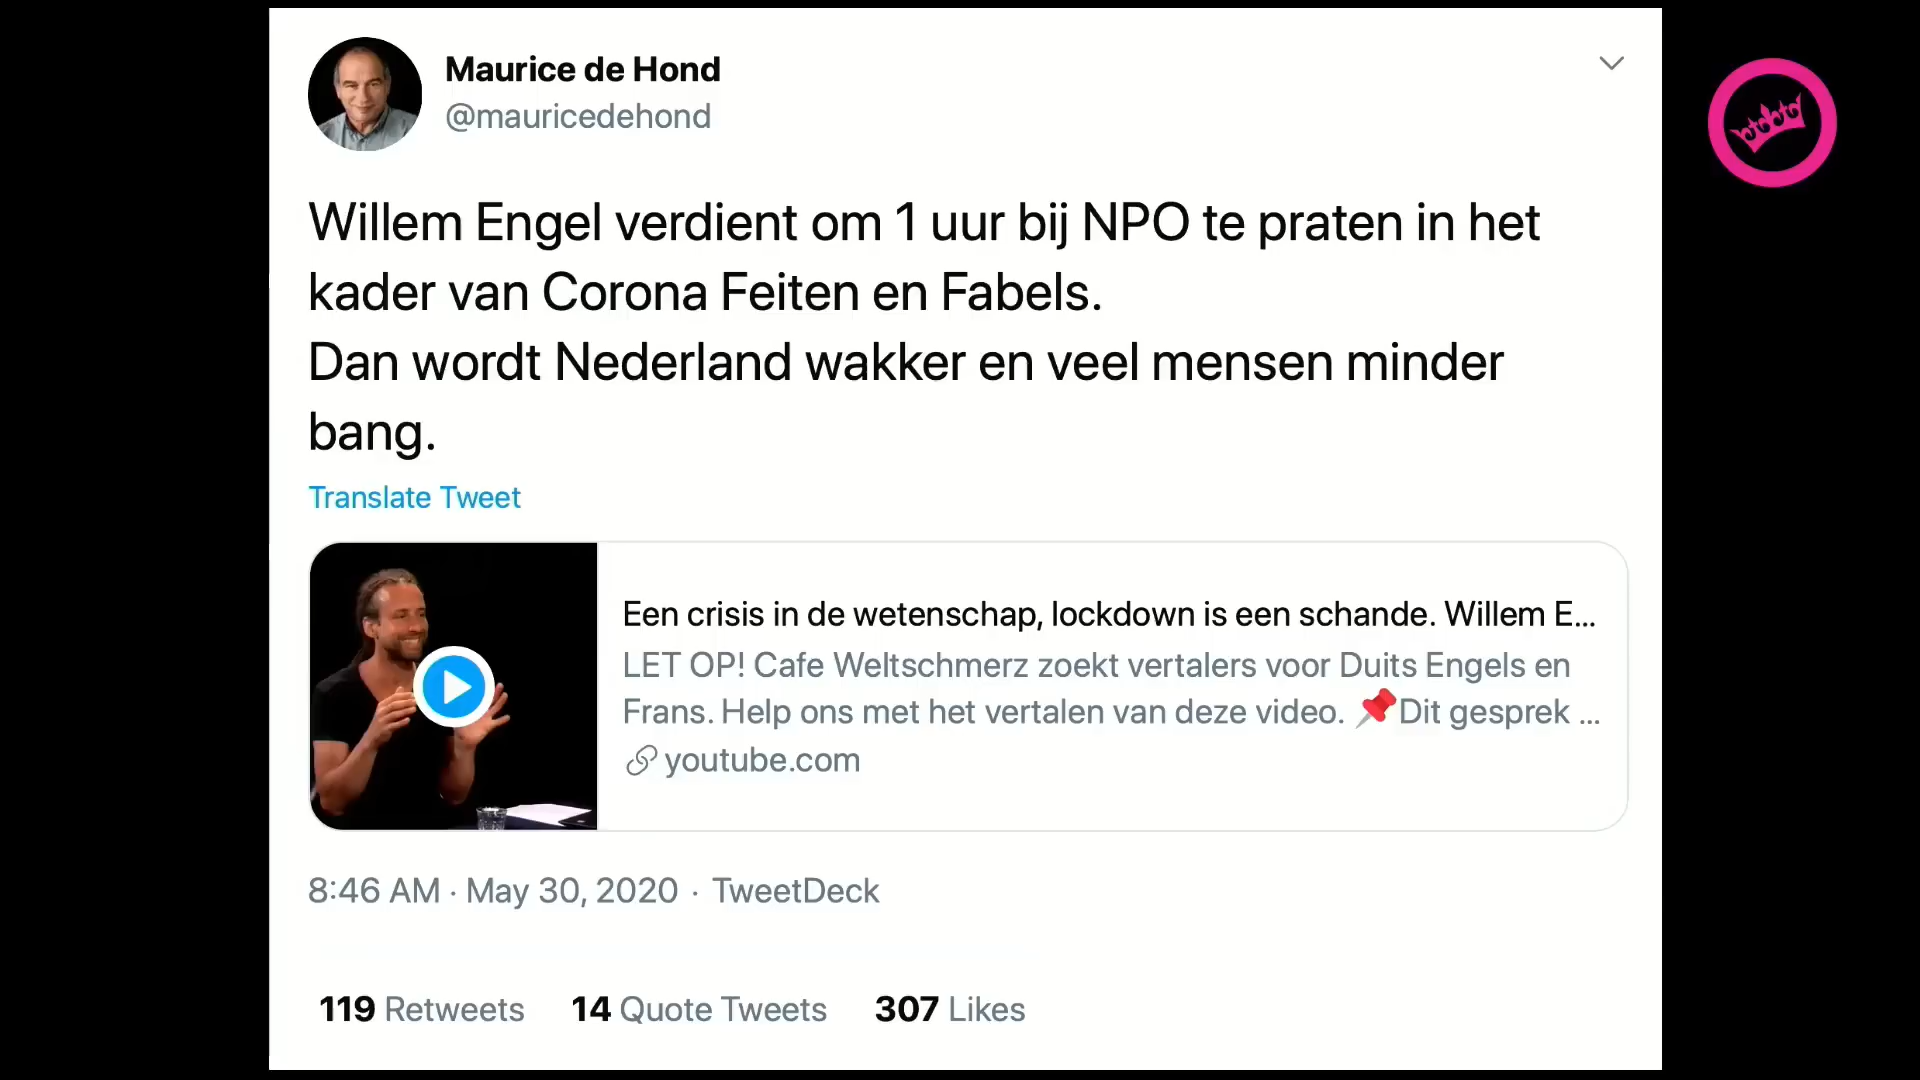 Maurice de Hond
@mauricedehond
Willem Engel verdient om 1 uur bij NPO te praten in het
kader van Corona Feiten en Fabels.
Dan wordt Nederland wakker en veel mensen minder
bang.
Translate Tweet
Een crisis in de wetenschap, lockdown is een schande. Willem E...
LET OP! Cafe Weltschmerz zoekt vertalers voor Duits Engels en
Frans. Help ons met het vertalen van deze video. 📌Dit gesprek ...
youtube.com
8:46 AM · May 30, 2020 · TweetDeck
119 Retweets 14 Quote Tweets 307 Likes